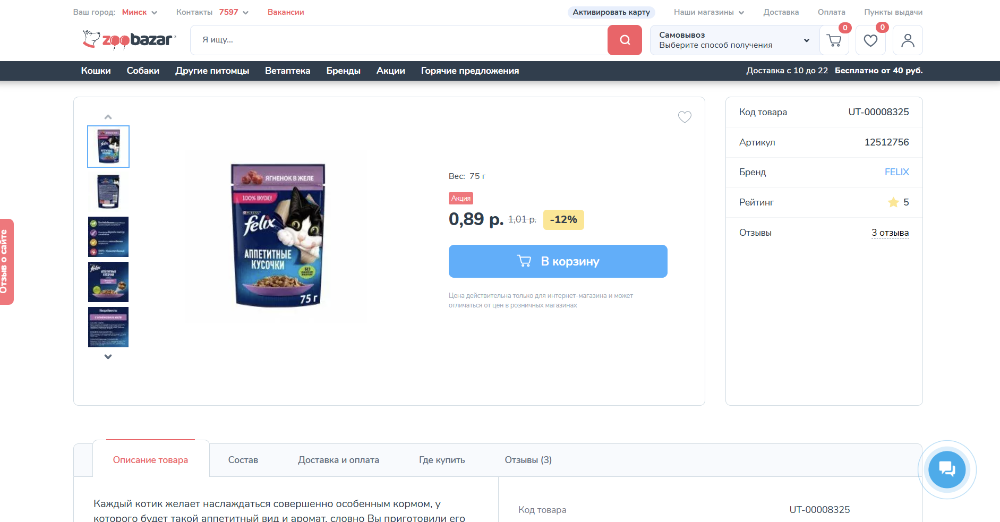 Ваш город: Минск
Контакты 7597
Вакансии
Активировать карту
Наши магазины
Доставка
Оплата
Пункты выдачи
zoobazar
Я ищу...
Самовывоз
Выберите способ получения
0
0
Кошки
Собаки
Другие питомцы
Ветаптека
Бренды
Акции
Горячие предложения
Доставка с 10 до 22 Бесплатно от 40 руб.
Отзыв о сайте
ЯГНЕНОК В ЖЕЛЕ
100% ВКУСНО!
PURINA
felix
АППЕТИТНЫЕ
КУСОЧКИ
БЕЗ
75 г
Вес: 75 г
Акция
0,89 р. 1,01 р. -12%
В корзину
Цена действительна только для интернет-магазина и может
отличаться от цен в розничных магазинах
Код товара UT-00008325
Артикул 12512756
Бренд FELIX
Рейтинг 5
Отзывы 3 отзыва
Описание товара
Состав
Доставка и оплата
Где купить
Отзывы (3)
Каждый котик желает наслаждаться совершенно особенным кормом, у
которого будет такой аппетитный вид и аромат, словно Вы приготовили его
Код товара UT-00008325